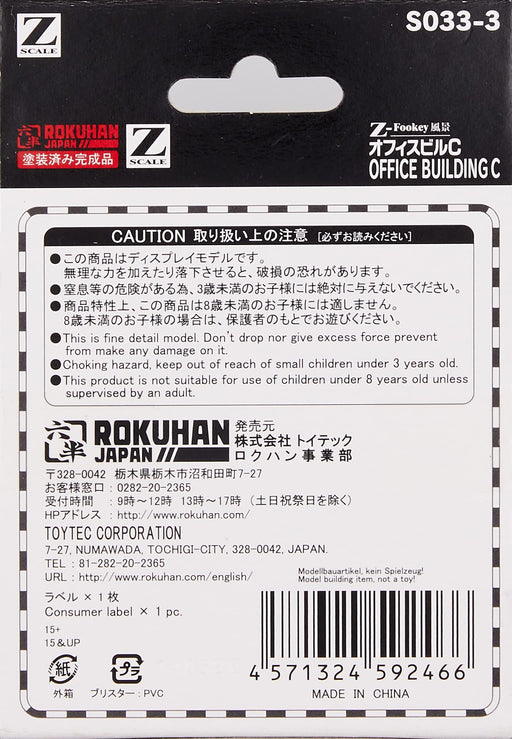 Z
SCALE
S033-3
六半 ROKUHAN
JAPAN
塗装済み完成品
Z
SCALE
Z-Fookey風景
オフィスビルC
OFFICE BUILDING C
CAUTION 取り扱い上の注意 [必ずお読みください]
●この商品はディスプレイモデルです。
無理な力を加えたり落下させると、破損の恐れがあります。
●窒息等の危険がある為、3歳未満のお子様には絶対に与えないでください。
●商品特性上、この商品は8歳未満のお子様には適しません。
8歳未満のお子様の場合は、保護者のもとでお遊びください。
●This is fine detail model. Don't drop nor give excess force prevent
from make any damage on it.
●Choking hazard, keep out of reach of small children under 3 years old.
●This product is not suitable for use of children under 8 years old unless
supervised by an adult.
六半 ROKUHAN
JAPAN
発売元
株式会社 トイテック
ロクハン事業部
〒328-0042 栃木県栃木市沼和田町7-27
お客様窓口 : 0282-20-2365
受付時間 : 9時～12時 13時～17時 (土日祝祭日を除く)
HPアドレス : http://www.rokuhan.com/
TOYTEC CORPORATION
7-27, NUMAWADA, TOCHIGI-CITY, 328-0042, JAPAN.
TEL : 81-282-20-2365
URL : http://www.rokuhan.com/english/
Modellbauartikel, kein Spielzeug!
Model building item, not a toy!
ラベル × 1 枚
Consumer label × 1 pc.
15+
15&UP
紙
外箱
プラ
ブリスター : PVC
4 571324 592466
MADE IN CHINA